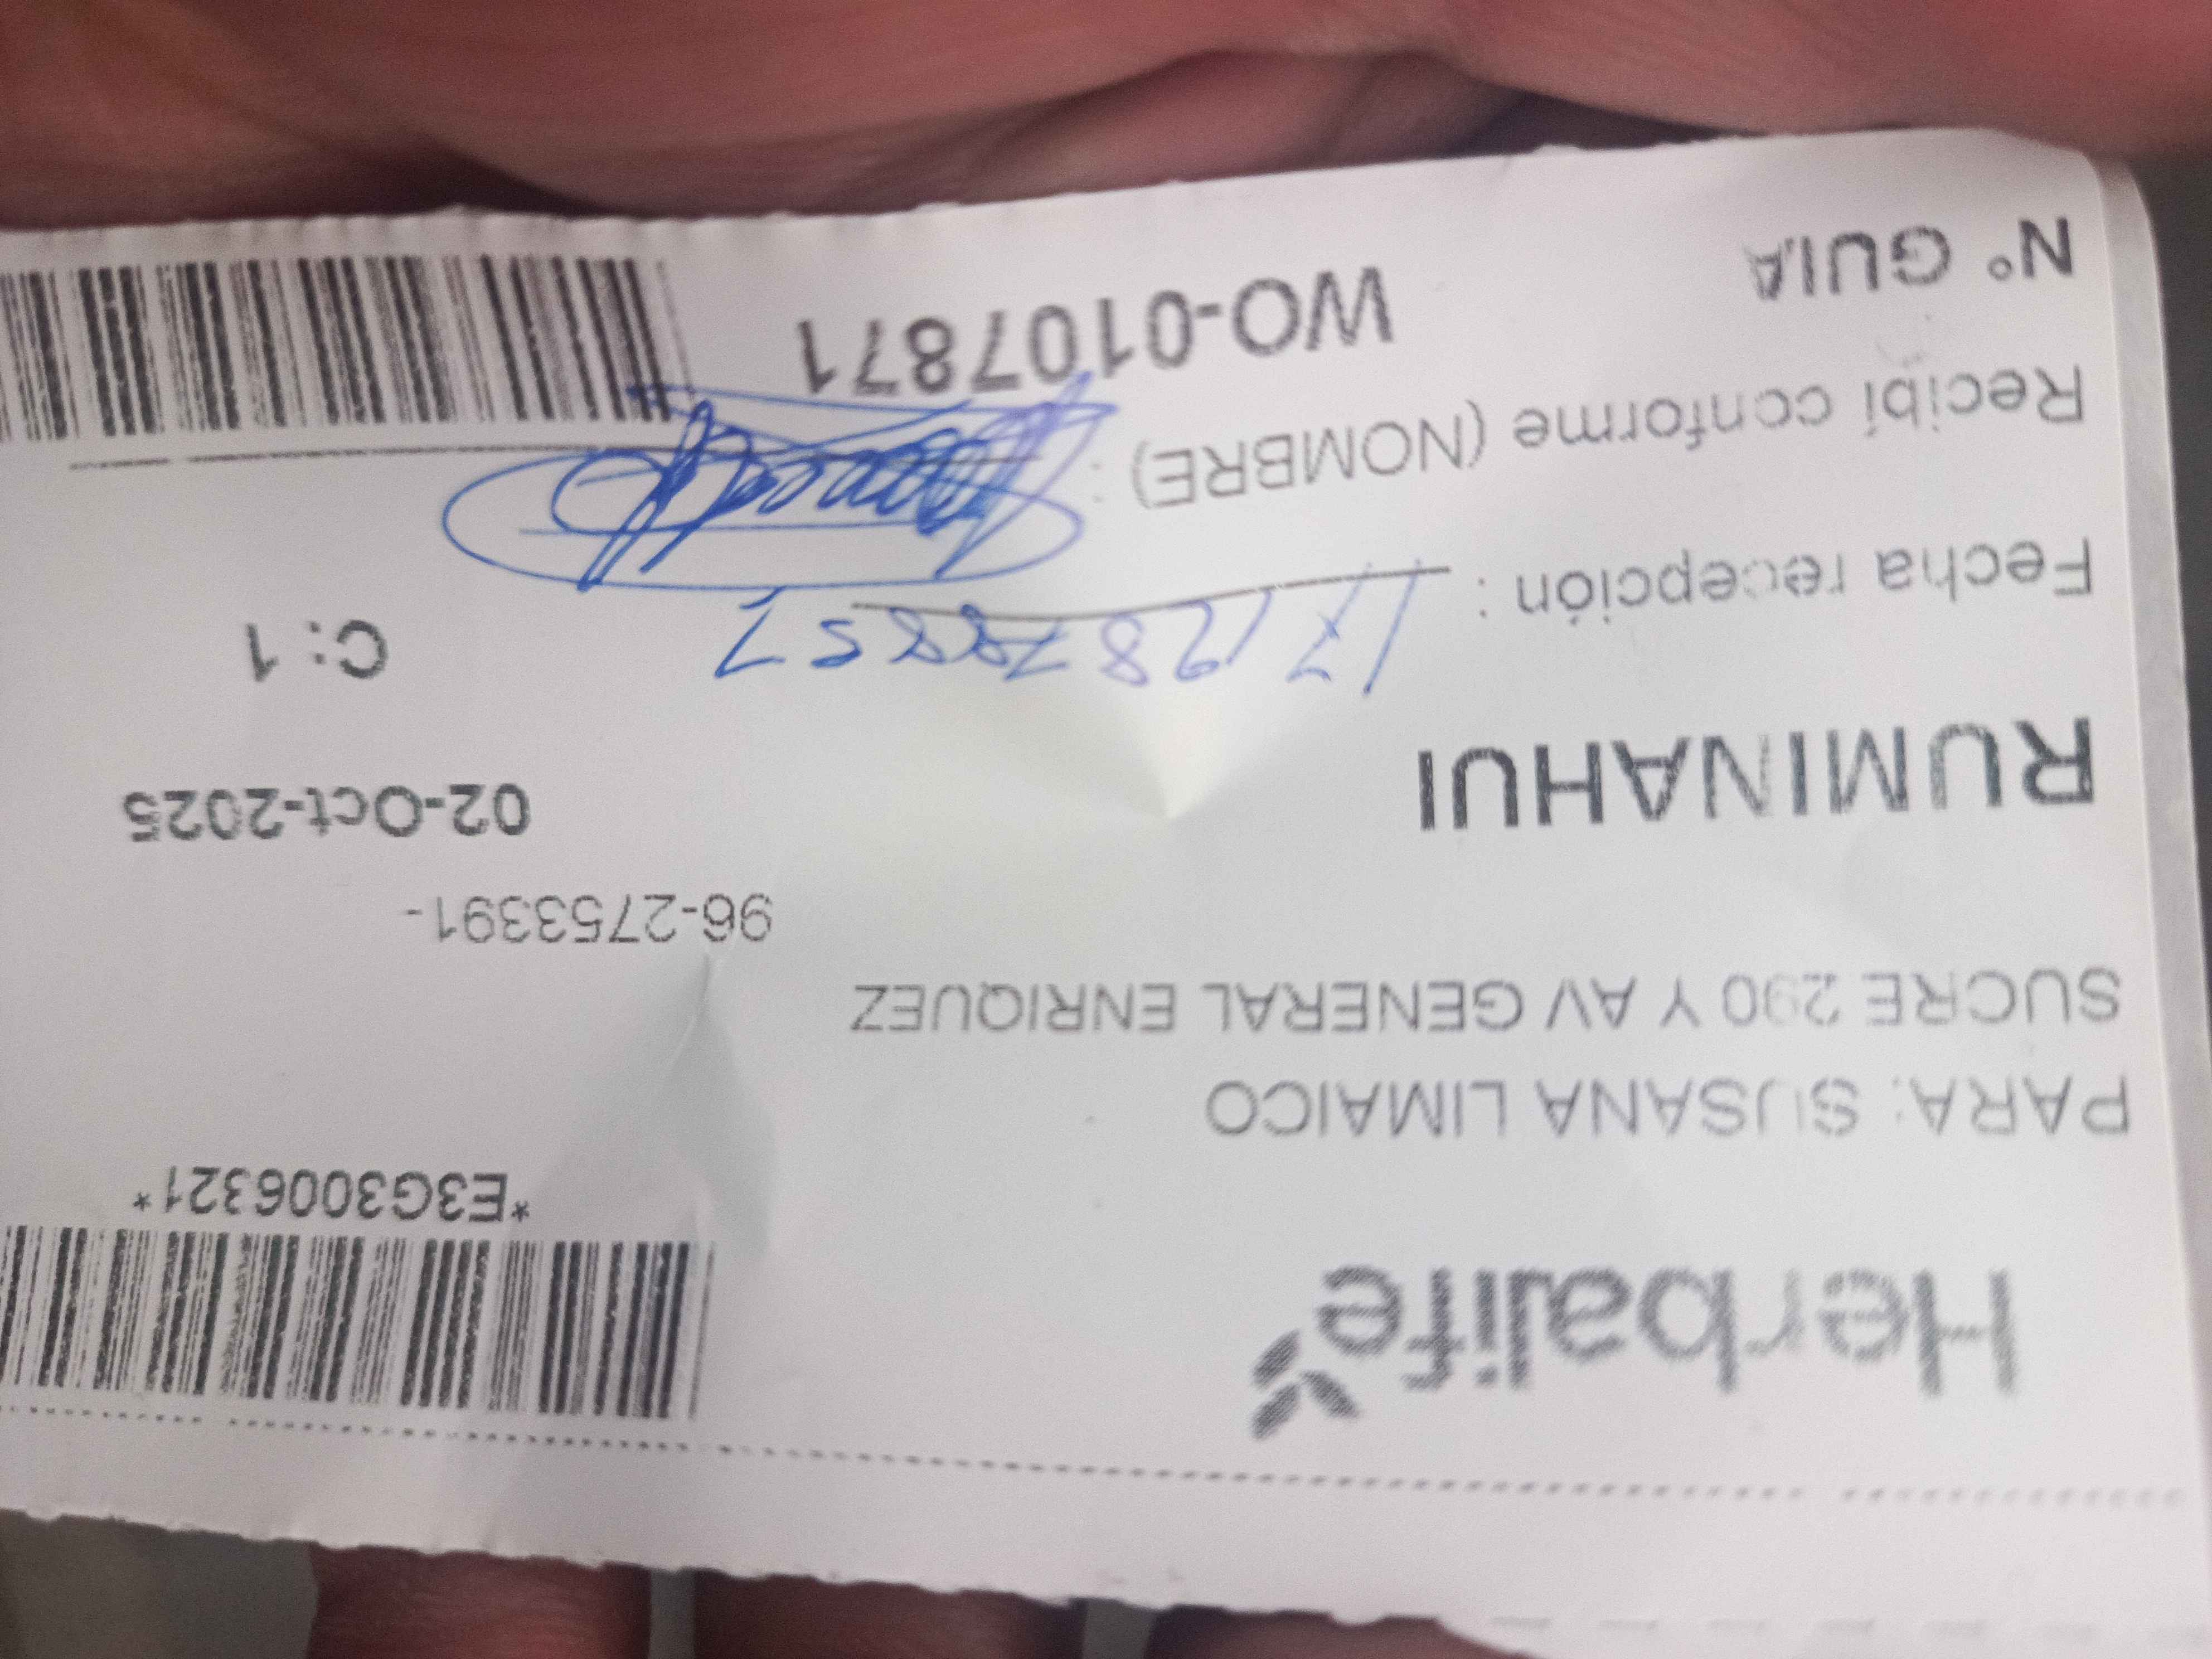 Herbalife
*E3G3006321*
PARA: SUSANA LIMAICO
SUCRE 290 Y AV GENERAL ENRIQUEZ
96-2753391-
RUMINAHUI 02-Oct-2025
Fecha recepción : C: 1
Recibí conforme (NOMBRE) :
N° GUIA WO-0107871